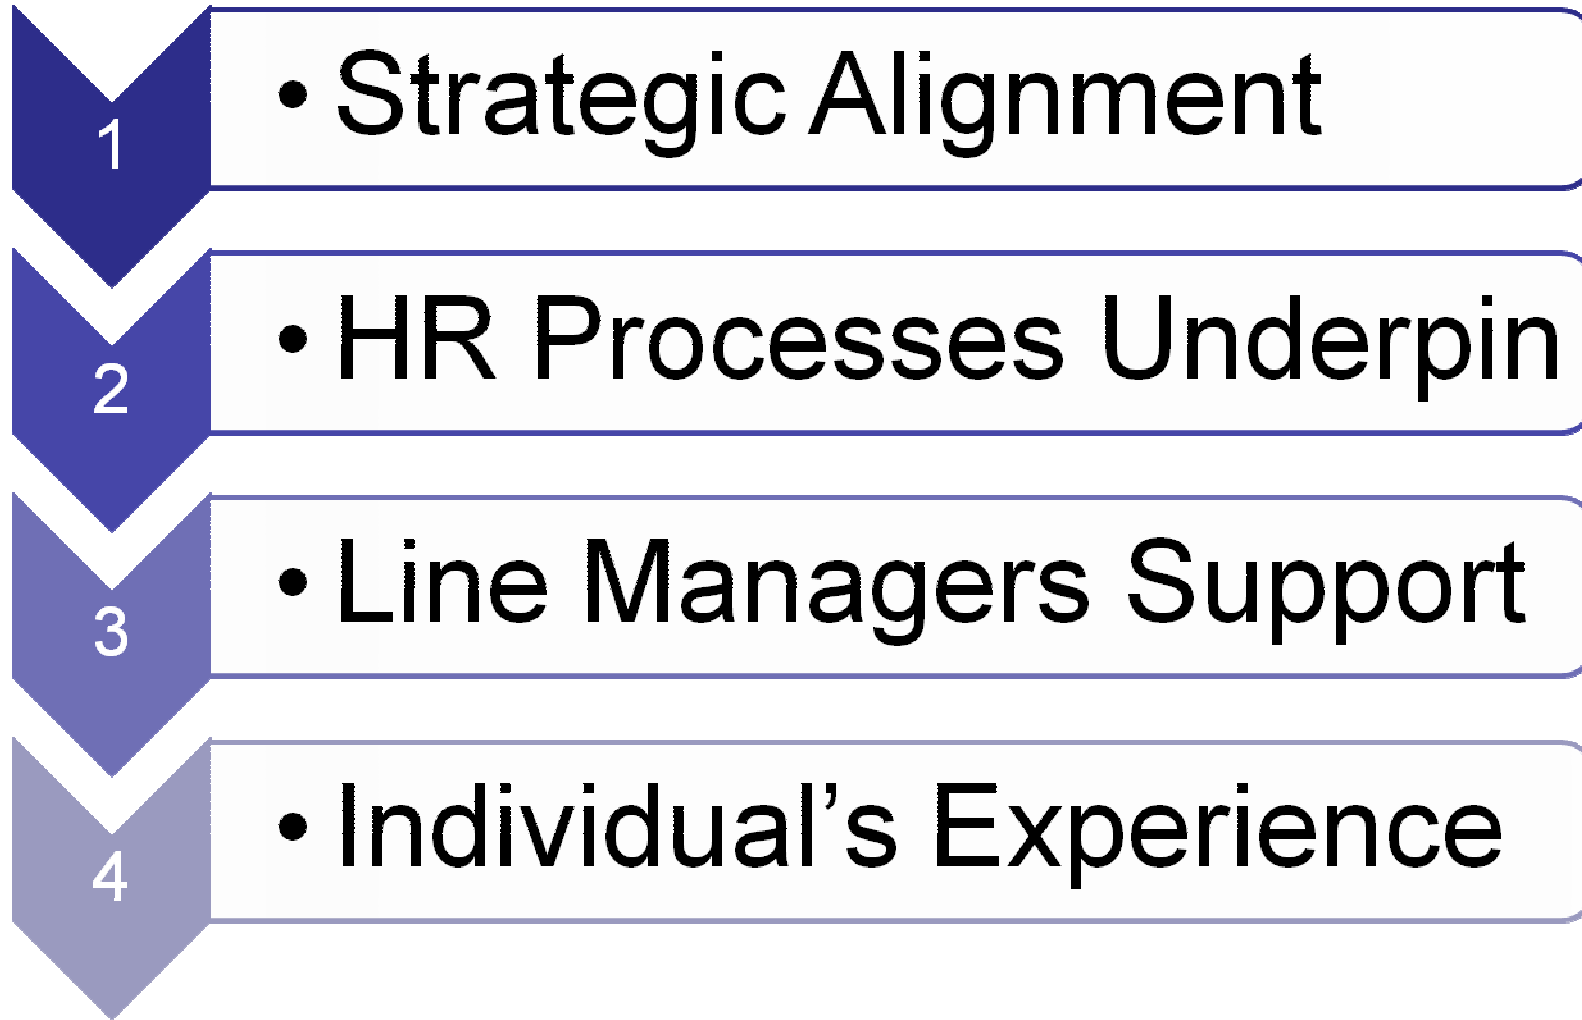 1
• Strategic Alignment
2
• HR Processes Underpin
3
• Line Managers Support
4
• Individual’s Experience